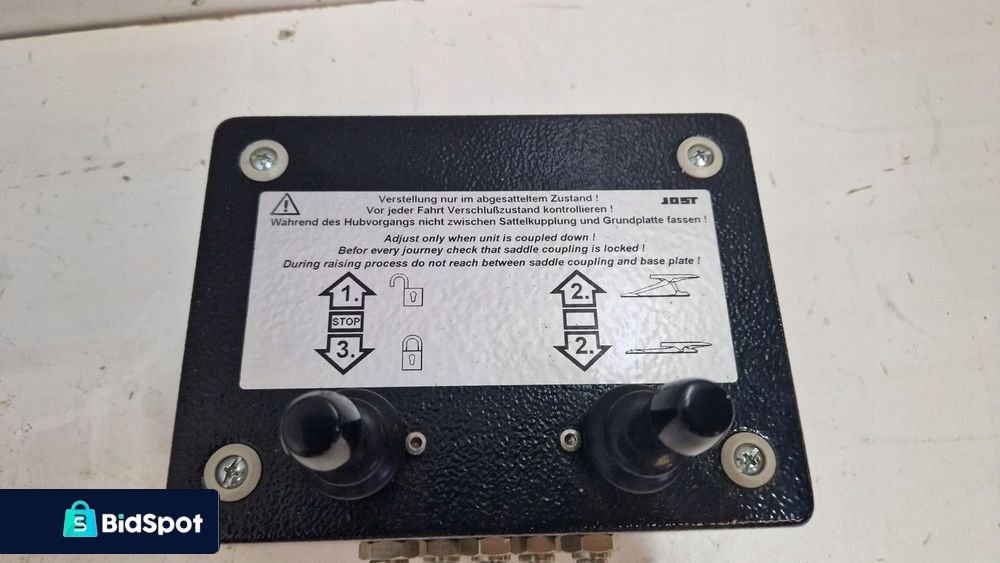 Verstellung nur im abgesatteltem Zustand !
JOST
Vor jeder Fahrt Verschlußzustand kontrollieren !
Während des Hubvorgangs nicht zwischen Sattelkupplung und Grundplatte fassen !
Adjust only when unit is coupled down !
Befor every journey check that saddle coupling is locked !
During raising process do not reach between saddle coupling and base plate !
1.
2.
STOP
3.
2.
BidSpot